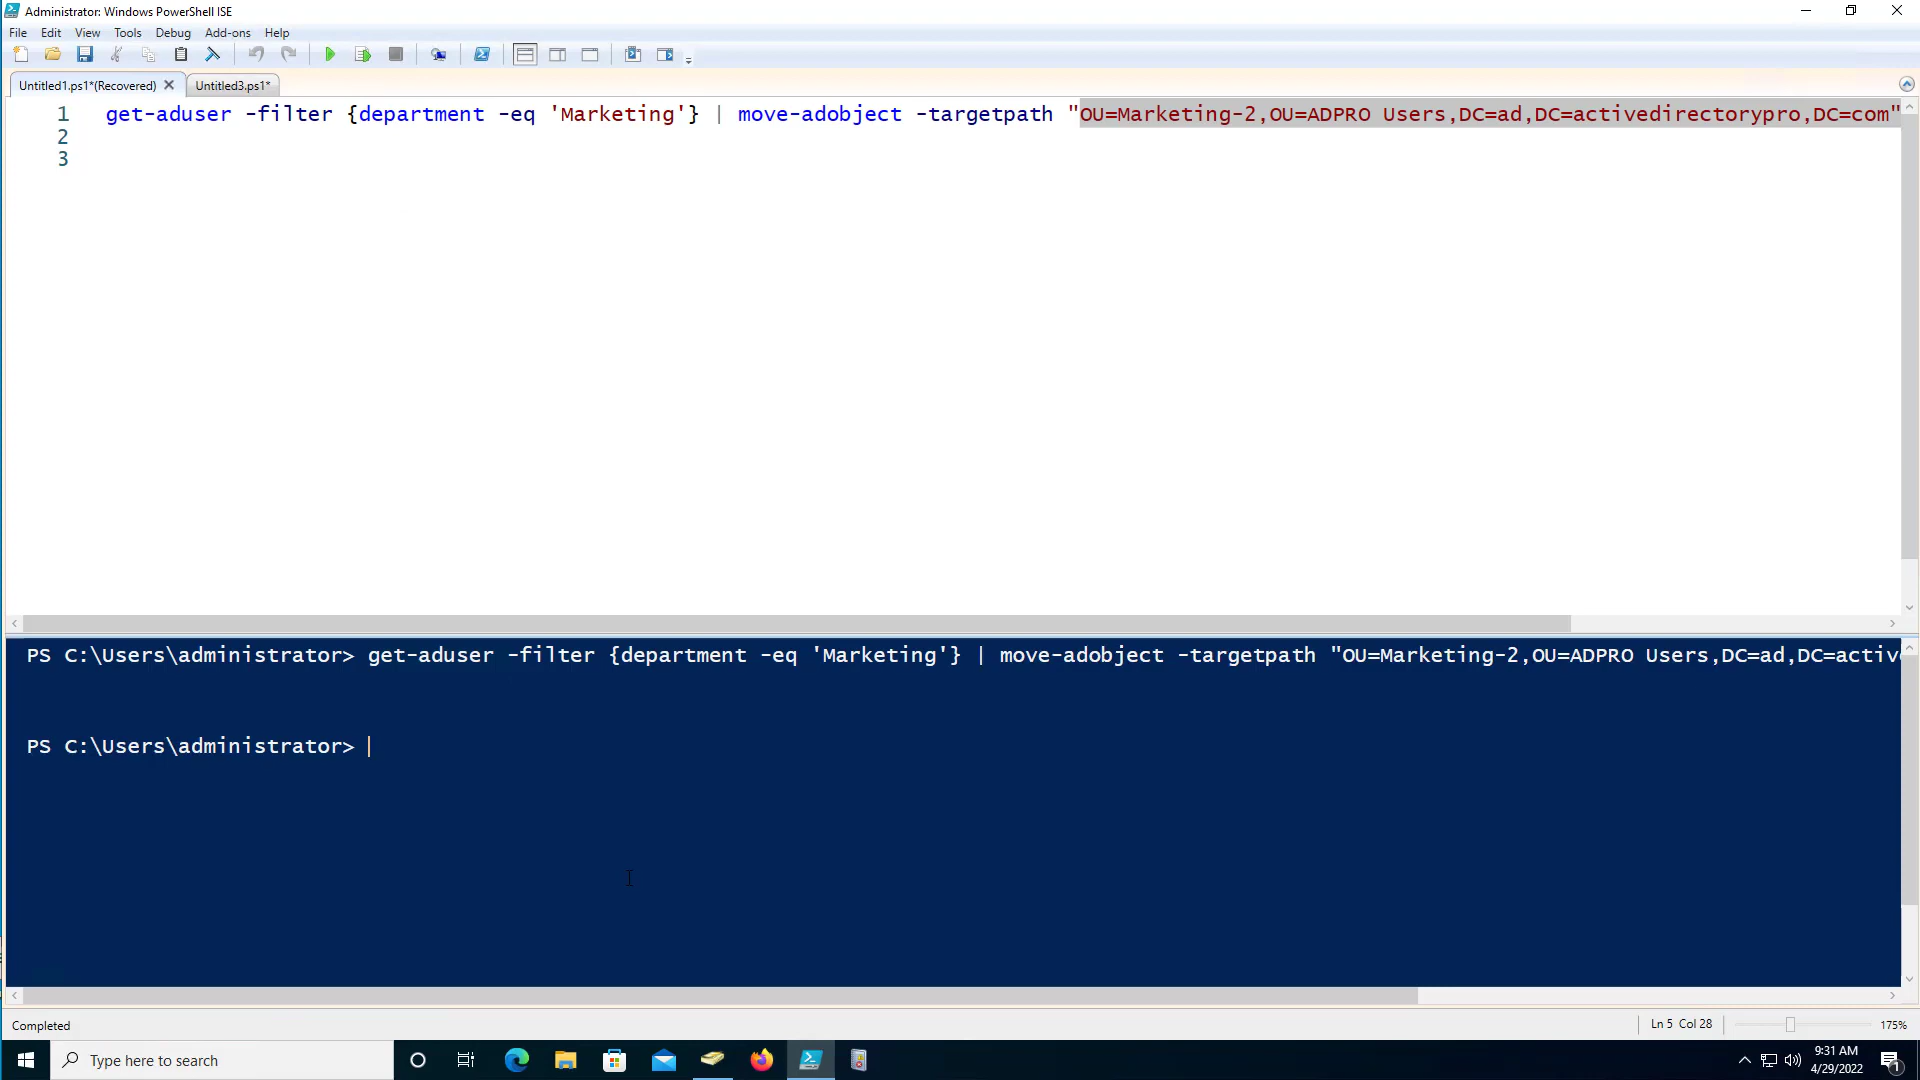 Administrator: Windows PowerShell ISE
File Edit View Tools Debug Add-ons Help
Untitled1.ps1*(Recovered) Untitled3.ps1*
1 get-aduser -filter {department -eq 'Marketing'} | move-adobject -targetpath "OU=Marketing-2,OU=ADPRO Users,DC=ad,DC=activedirectorypro,DC=com"
2
3
PS C:\Users\administrator> get-aduser -filter {department -eq 'Marketing'} | move-adobject -targetpath "OU=Marketing-2,OU=ADPRO Users,DC=ad,DC=activ
PS C:\Users\administrator>
Completed
Ln 5 Col 28
175%
Type here to search
9:31 AM
4/29/2022
1